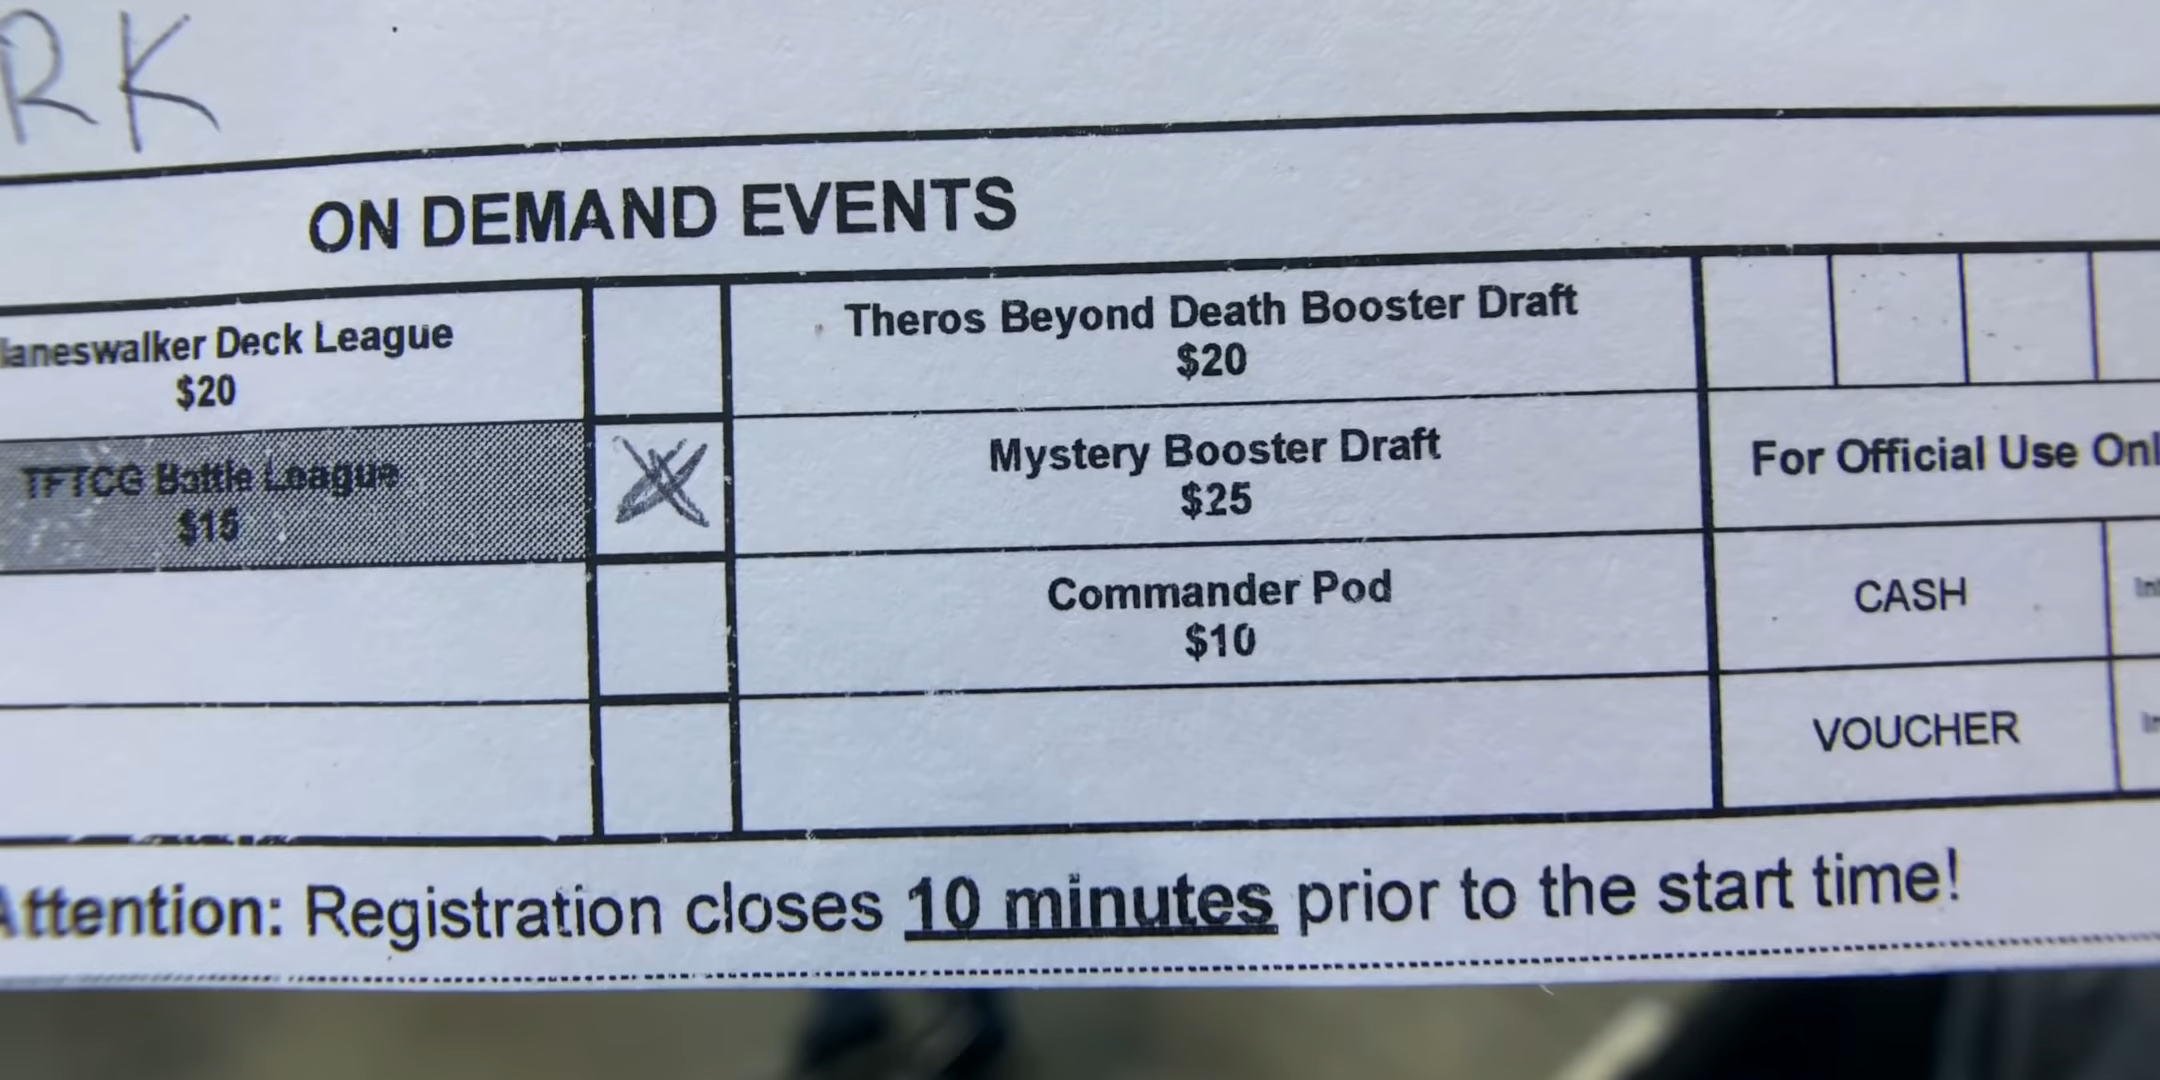 RK
ON DEMAND EVENTS
laneswalker Deck League
$20
Theros Beyond Death Booster Draft
$20
TFTCG Battle League
$15
Mystery Booster Draft
$25
For Official Use Onl
Commander Pod
$10
CASH
VOUCHER
Attention: Registration closes 10 minutes prior to the start time!